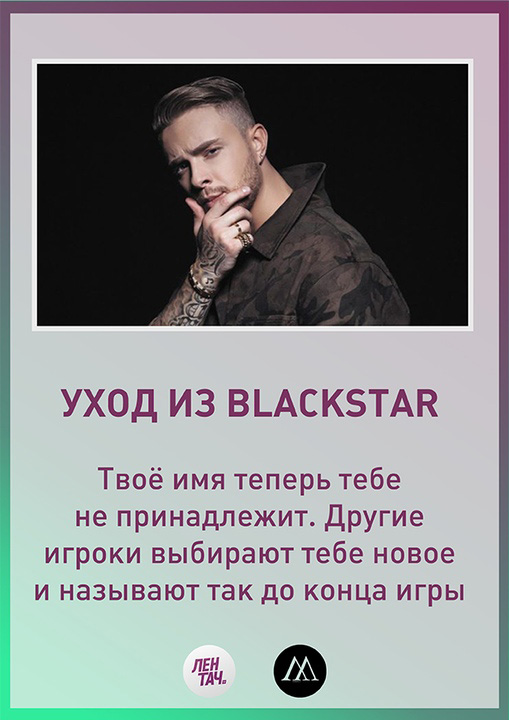 УХОД ИЗ BLACKSTAR
Твоё имя теперь тебе
не принадлежит. Другие
игроки выбирают тебе новое
и называют так до конца игры
ЛЕН
ТАЧ.